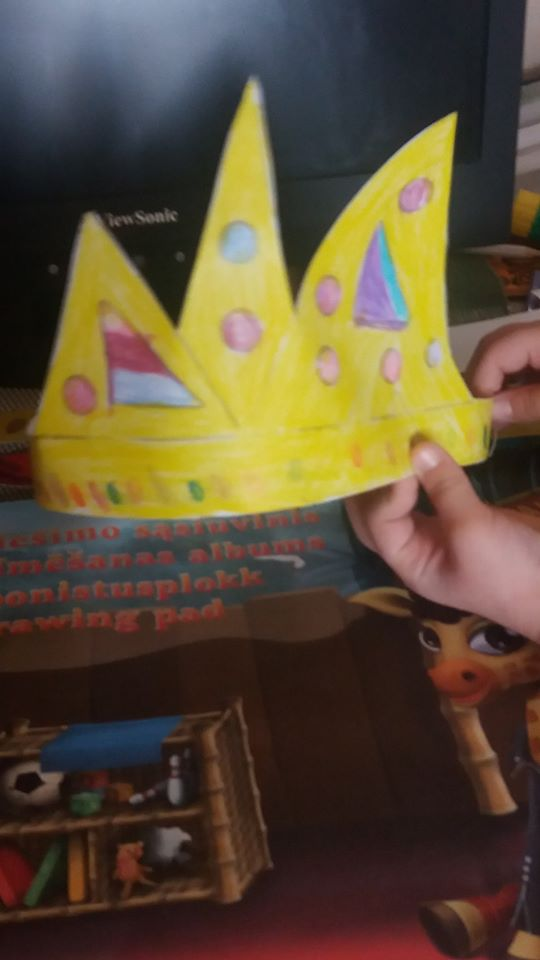 ViewSonic
iešimo sąsiuvinis
īmēšanas albums
oonistusplokk
rawing pad